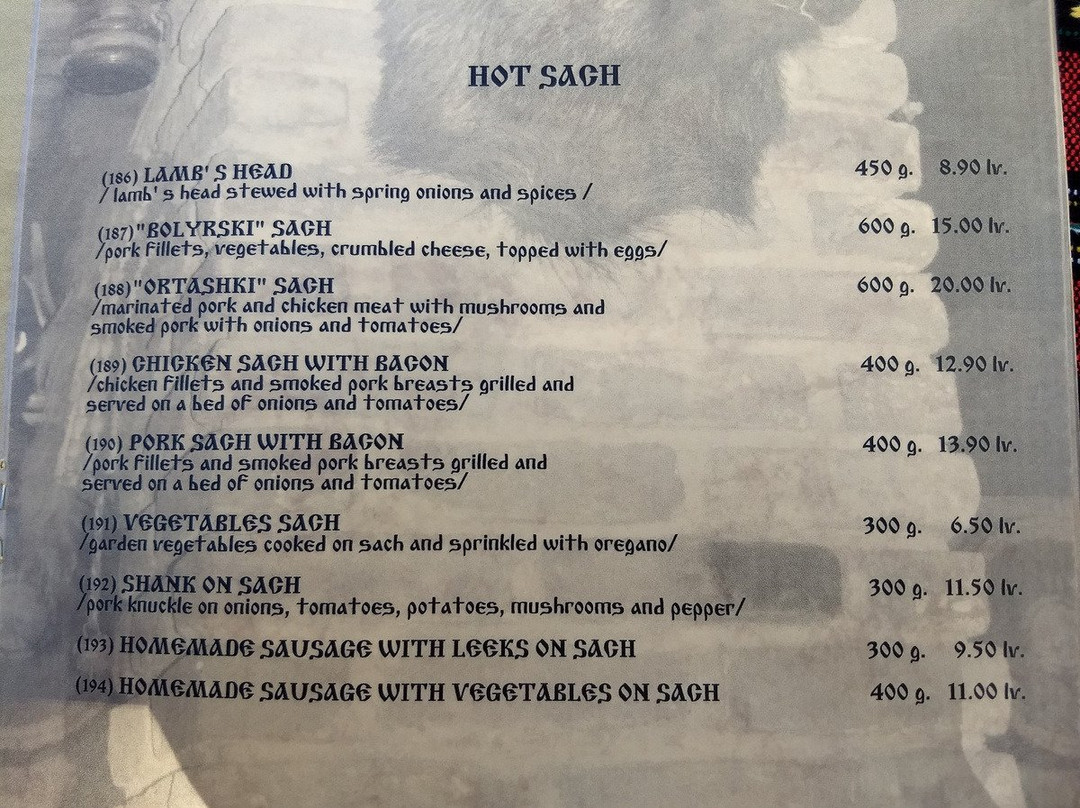 HOT SACH
(186) LAMB'S HEAD 450 g. 8.90 lv.
/lamb's head stewed with spring onions and spices /
(187) "BOLYRSKI" SACH 600 g. 15.00 lv.
/pork fillets, vegetables, crumbled cheese, topped with eggs/
(188) "ORTASHKI" SACH 600 g. 20.00 lv.
/marinated pork and chicken meat with mushrooms and
smoked pork with onions and tomatoes/
(189) CHICKEN SACH WITH BACON 400 g. 12.90 lv.
/chicken fillets and smoked pork breasts grilled and
served on a bed of onions and tomatoes/
(190) PORK SACH WITH BACON 400 g. 13.90 lv.
/pork fillets and smoked pork breasts grilled and
served on a bed of onions and tomatoes/
(191) VEGETABLES SACH 300 g. 6.50 lv.
/garden vegetables cooked on sach and sprinkled with oregano/
(192) SHANK ON SACH 300 g. 11.50 lv.
/pork knuckle on onions, tomatoes, potatoes, mushrooms and pepper/
(193) HOMEMADE SAUSAGE WITH LEEKS ON SACH 300 g. 9.50 lv.
(194) HOMEMADE SAUSAGE WITH VEGETABLES ON SACH 400 g. 11.00 lv.